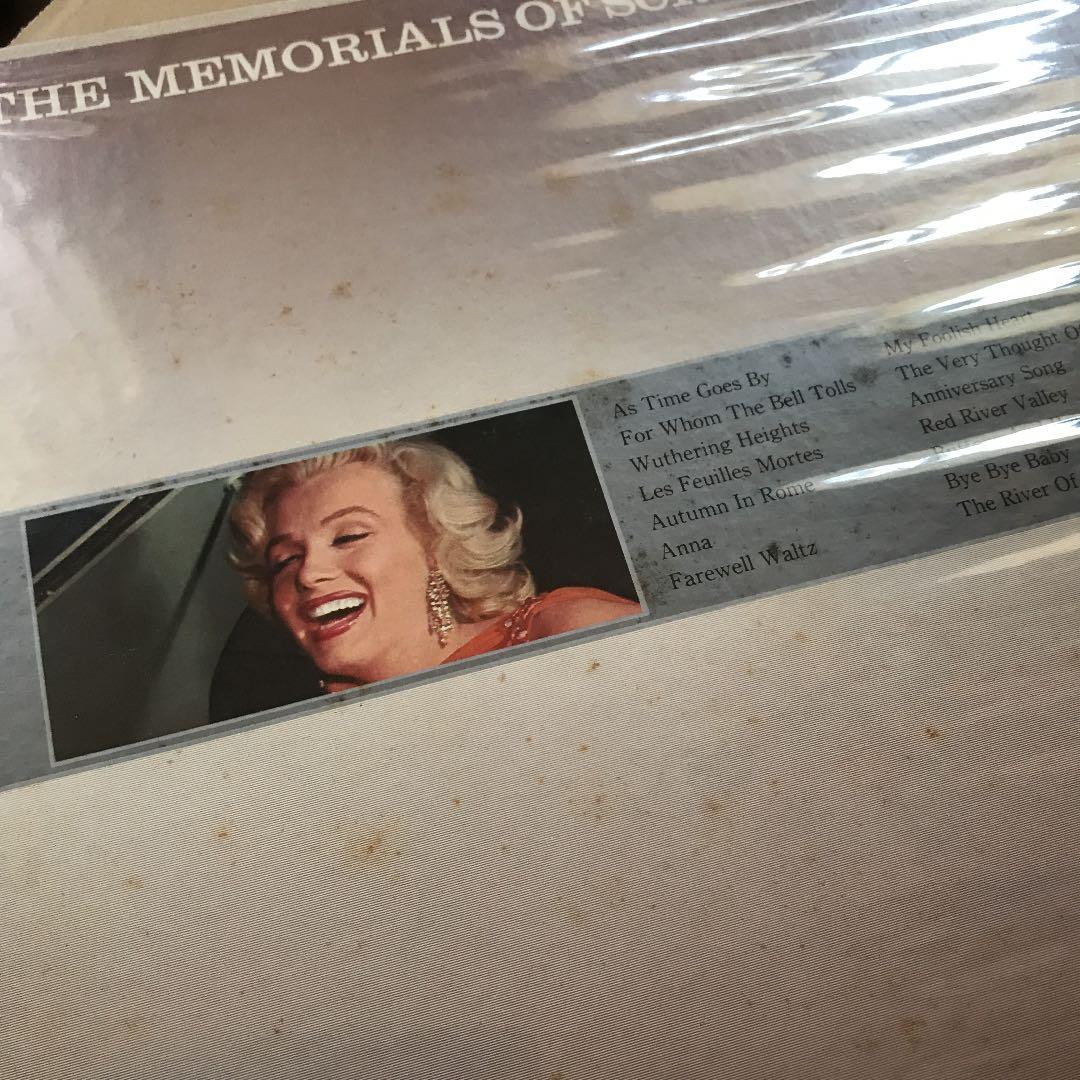 THE MEMORIALS OF
As Time Goes By
For Whom The Bell Tolls
Wuthering Heights
Les Feuilles Mortes
Autumn In Rome
Anna
Farewell Waltz
My Foolish Heart
The Very Thought Of
Anniversary Song
Red River Valley
Bye Bye Baby
The River Of